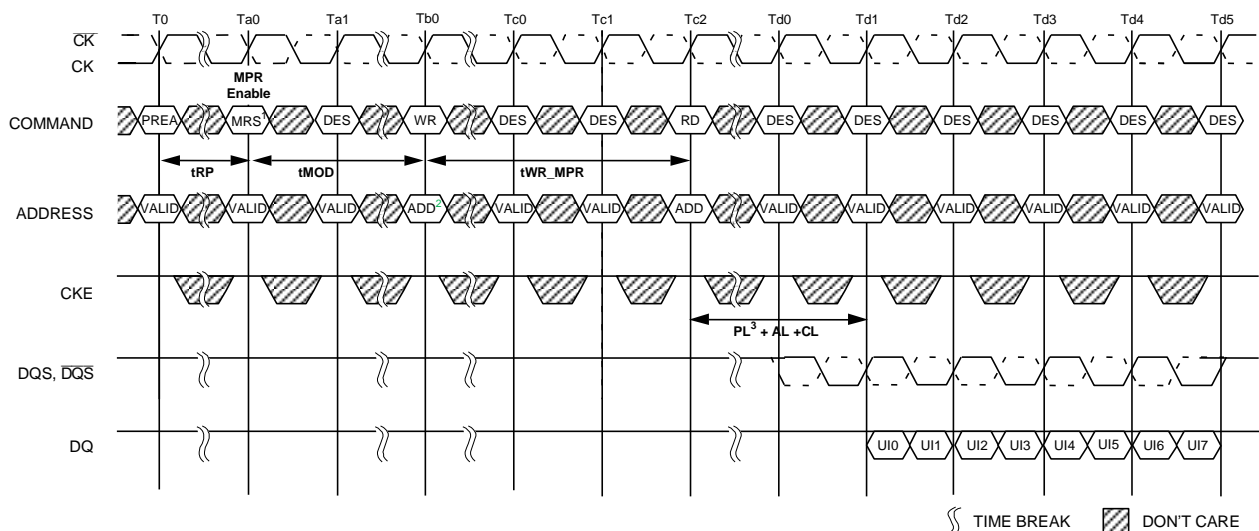 T0 Ta0 Ta1 Tb0 Tc0 Tc1 Tc2 Td0 Td1 Td2 Td3 Td4 Td5
CK
CK
MPR
Enable
COMMAND PREA MRS1 DES WR DES DES RD DES DES DES DES DES DES
tRP tMOD tWR_MPR
ADDRESS VALID VALID VALID ADD2 VALID VALID ADD VALID VALID VALID VALID VALID VALID
CKE
PL3 + AL +CL
DQS, DQS
DQ UI0 UI1 UI2 UI3 UI4 UI5 UI6 UI7
TIME BREAK DON'T CARE